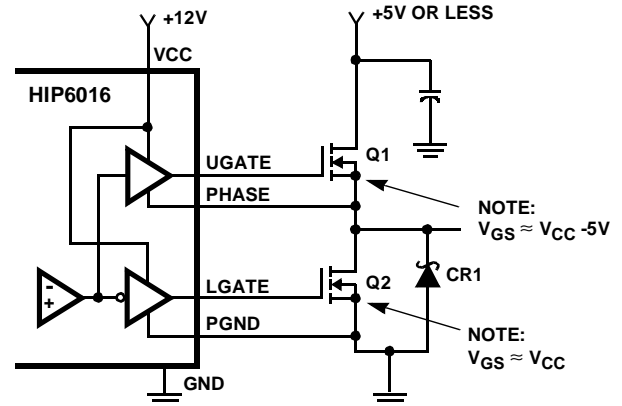 +12V
+5V OR LESS
VCC
HIP6016
UGATE
Q1
PHASE
NOTE:
VGS ≈ VCC -5V
- +
LGATE
Q2
CR1
PGND
NOTE:
VGS ≈ VCC
GND